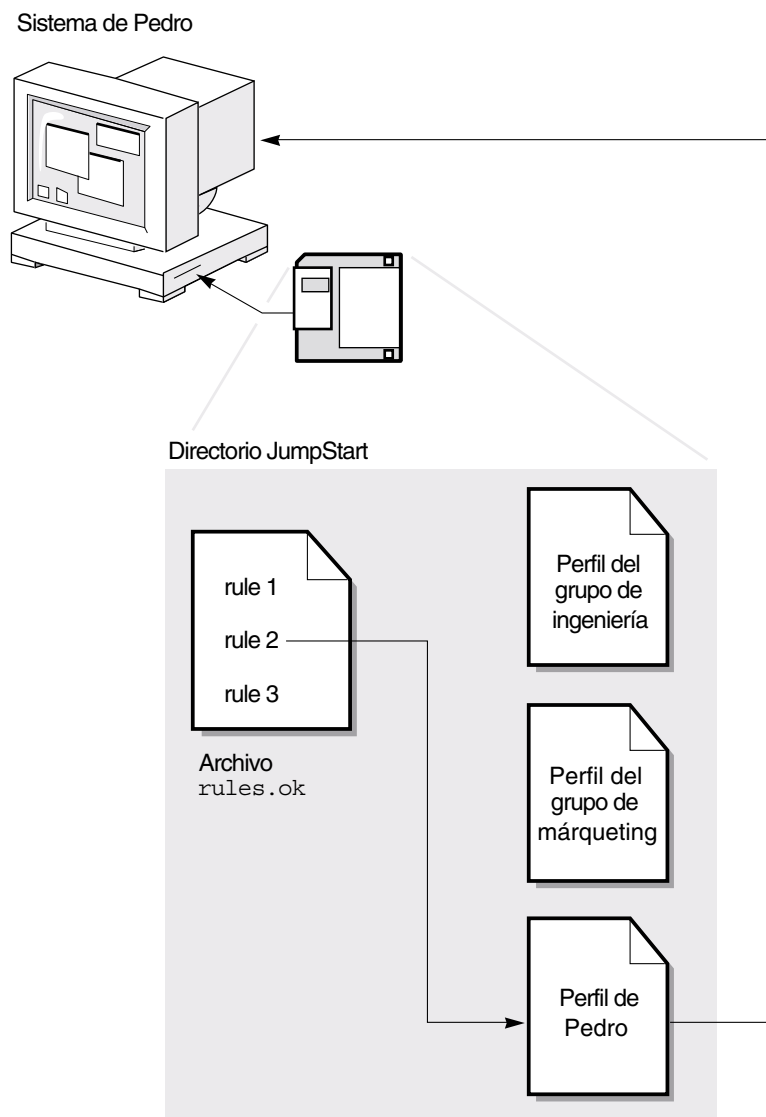 Sistema de Pedro
Directorio JumpStart
rule 1
rule 2
rule 3
Archivo
rules.ok
Perfil del
grupo de
ingeniería
Perfil del
grupo de
márqueting
Perfil de
Pedro